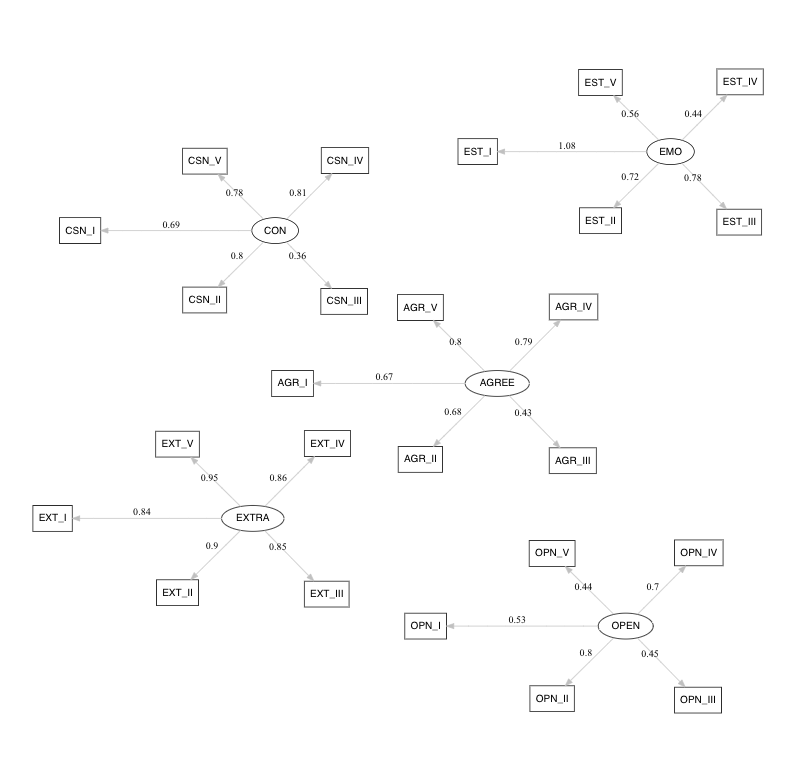 EST_V
EST_IV
0.56
0.44
EST_I
1.08
EMO
0.72
0.78
EST_II
EST_III
CSN_V
CSN_IV
0.78
0.81
CSN_I
0.69
CON
0.8
0.36
CSN_II
CSN_III
AGR_V
AGR_IV
0.8
0.79
AGR_I
0.67
AGREE
0.68
0.43
AGR_II
AGR_III
EXT_V
EXT_IV
0.95
0.86
EXT_I
0.84
EXTRA
0.9
0.85
EXT_II
EXT_III
OPN_V
OPN_IV
0.44
0.7
OPN_I
0.53
OPEN
0.8
0.45
OPN_II
OPN_III